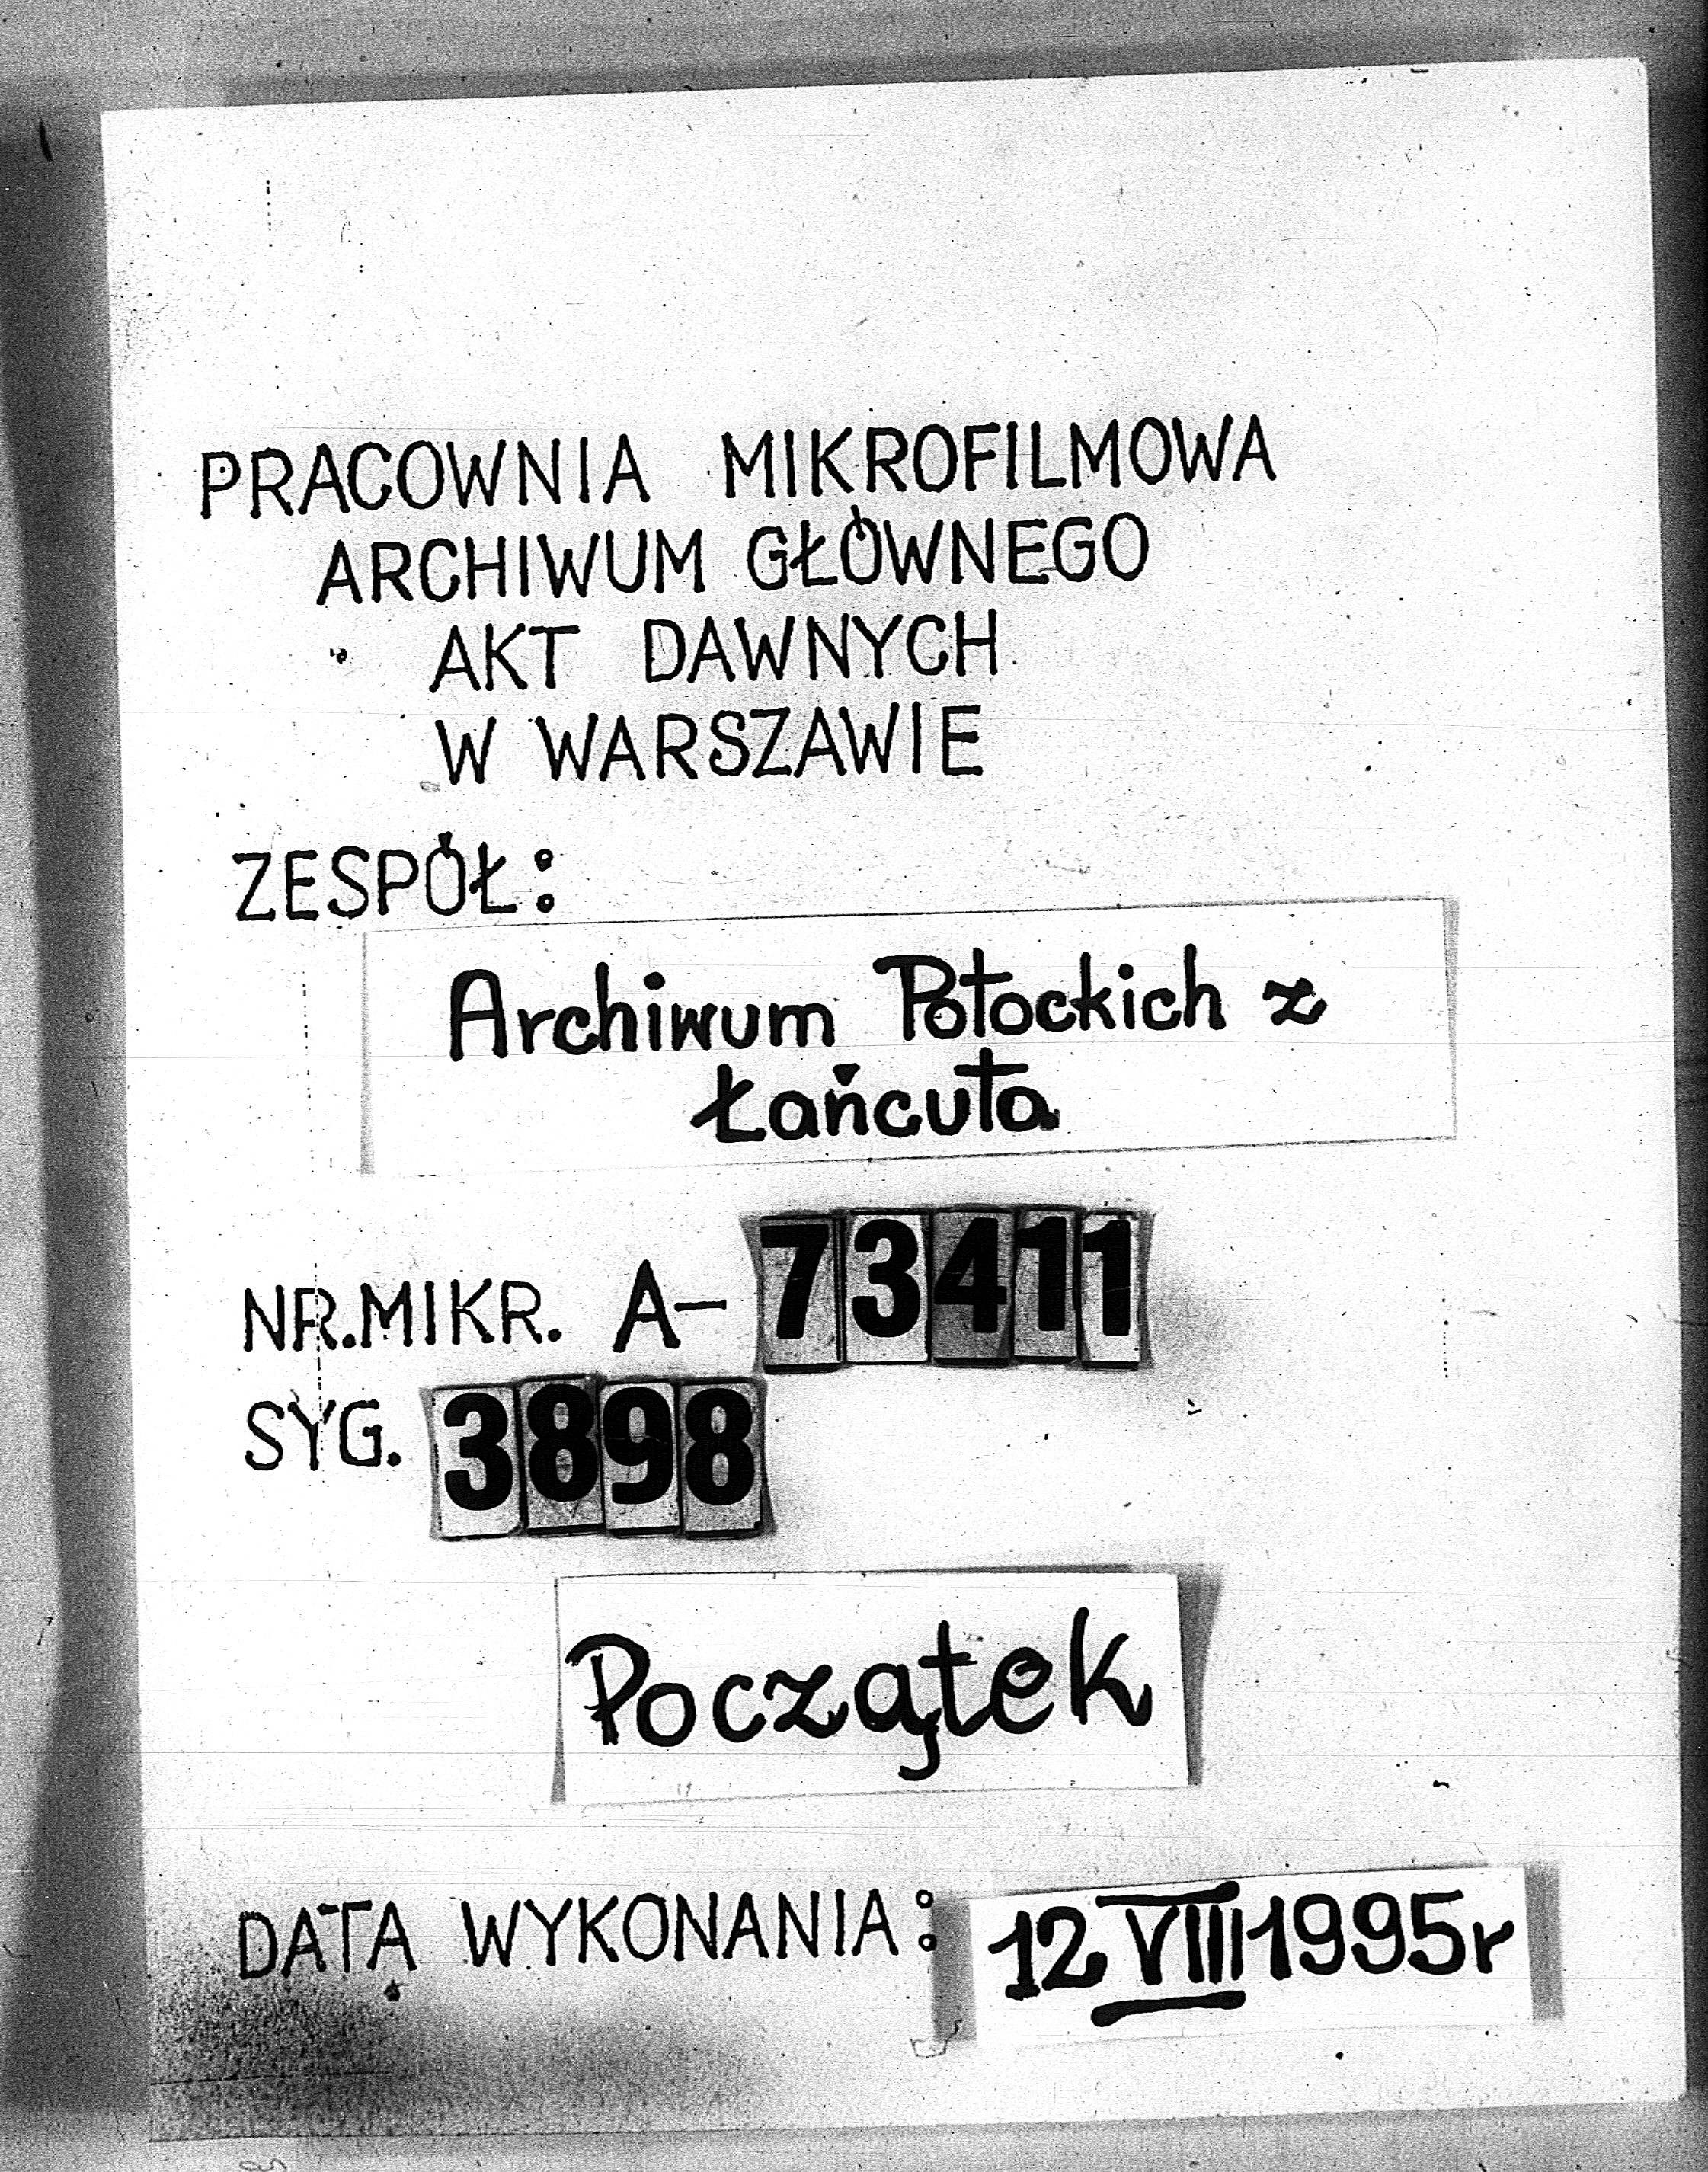 PRACOWNIA MIKROFILMOWA
ARCHIWUM GŁÓWNEGO
AKT DAWNYCH
W WARSZAWIE
ZESPÓŁ:
Archiwum Potockich z
Łańcuta
NR.MIKR. A-73411
SYG. 3898
Początek
DATA WYKONANIA: 12 VIII 1995r